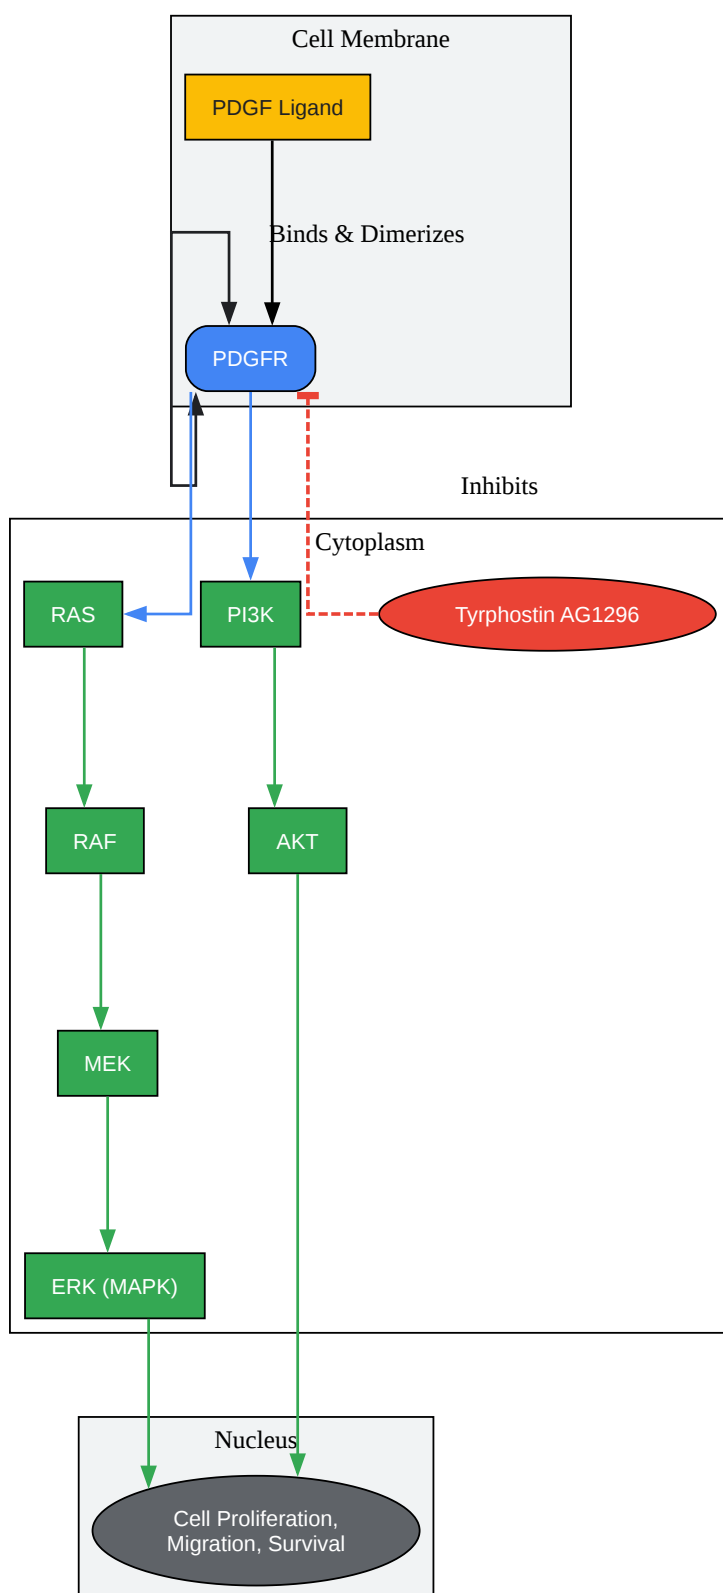 Cell Membrane
PDGF Ligand
Binds & Dimerizes
PDGFR
Inhibits
Cytoplasm
RAS
PI3K
Tyrphostin AG1296
RAF
AKT
MEK
ERK (MAPK)
Nucleus
Cell Proliferation,
Migration, Survival